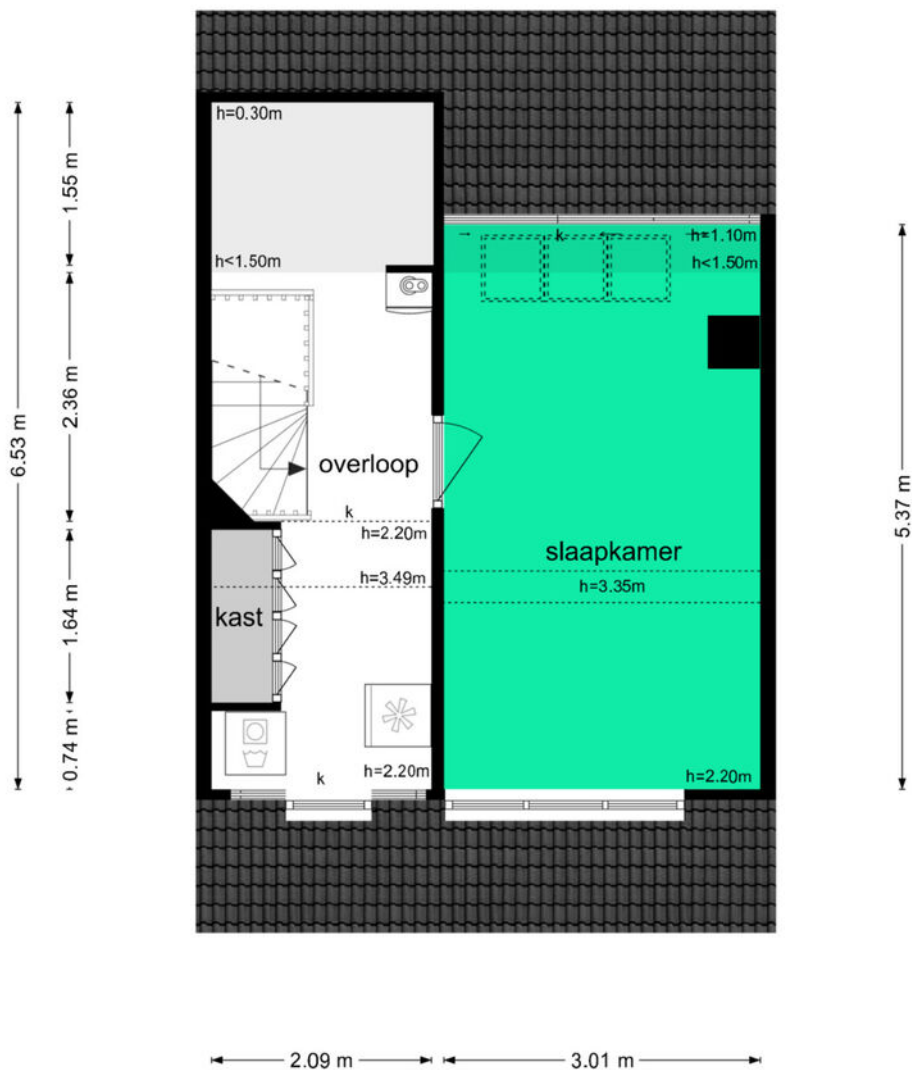 h=0.30m
k
h=1.10m
h<1.50m
h<1.50m
1.55 m
2.36 m
6.53 m
5.37 m
overloop
k
h=2.20m
slaapkamer
h=3.49m
h=3.35m
kast
1.64 m
0.74 m
k
h=2.20m
h=2.20m
2.09 m
3.01 m